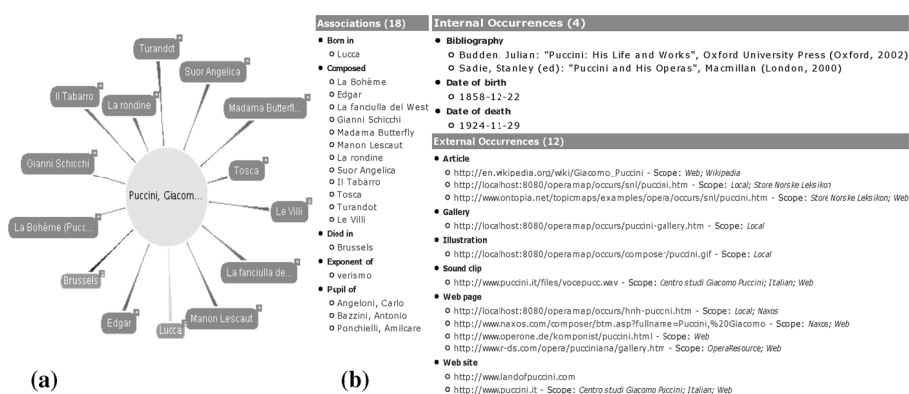 Turandot
Suor Angelica
Il Tabarro
La rondine
Madama Butterfl...
Gianni Schicchi
Tosca
Puccini, Giacom...
Le Villi
La Bohème (Pucc...
Brussels
La fanciulla de...
Edgar
Lucca
Manon Lescaut
(a)
Associations (18)
Born in
Lucca
Composed
La Bohème
Edgar
La fanciulla del West
Gianni Schicchi
Madama Butterfly
Manon Lescaut
La rondine
Suor Angelica
Il Tabarro
Tosca
Turandot
Le Villi
Died in
Brussels
Exponent of
verismo
Pupil of
Angeloni, Carlo
Bazzini, Antonio
Ponchielli, Amilcare
(b)
Internal Occurrences (4)
Bibliography
Budden, Julian: "Puccini: His Life and Works", Oxford University Press (Oxford, 2002)
Sadie, Stanley (ed): "Puccini and His Operas", Macmillan (London, 2000)
Date of birth
1858-12-22
Date of death
1924-11-29
External Occurrences (12)
Article
http://en.wikipedia.org/wiki/Giacomo_Puccini - Scope: Web; Wikipedia
http://localhost:8080/operamap/occurs/snl/puccini.htm - Scope: Local; Store Norske Leksikon
http://www.ontopia.net/topicmaps/examples/opera/occurs/snl/puccini.htm - Scope: Store Norske Leksikon; Web
Gallery
http://localhost:8080/operamap/occurs/puccini-gallery.htm - Scope: Local
Illustration
http://localhost:8080/operamap/occurs/composer/puccini.gif - Scope: Local
Sound clip
http://www.puccini.it/files/vocepucc.wav - Scope: Centro studi Giacomo Puccini; Italian; Web
Web page
http://localhost:8080/operamap/occurs/hnh-puccini.htm - Scope: Local; Naxos
http://www.naxos.com/composer/btm.asp?fullname=Puccini,%20Giacomo - Scope: Naxos; Web
http://www.operone.de/komponist/puccini.html - Scope: Web
http://www.r-ds.com/opera/pucciniana/gallery.htm - Scope: OperaResource; Web
Web site
http://www.landofpuccini.com
http://www.puccini.it - Scope: Centro studi Giacomo Puccini; Italian; Web